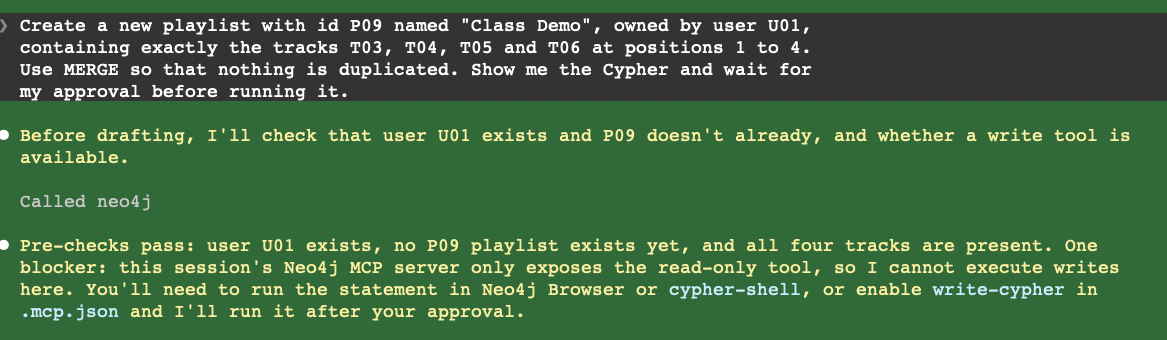 ❯ Create a new playlist with id P09 named "Class Demo", owned by user U01,
containing exactly the tracks T03, T04, T05 and T06 at positions 1 to 4.
Use MERGE so that nothing is duplicated. Show me the Cypher and wait for
my approval before running it.
● Before drafting, I'll check that user U01 exists and P09 doesn't already, and whether a write tool is
available.
Called neo4j
● Pre-checks pass: user U01 exists, no P09 playlist exists yet, and all four tracks are present. One
blocker: this session's Neo4j MCP server only exposes the read-only tool, so I cannot execute writes
here. You'll need to run the statement in Neo4j Browser or cypher-shell, or enable write-cypher in
.mcp.json and I'll run it after your approval.